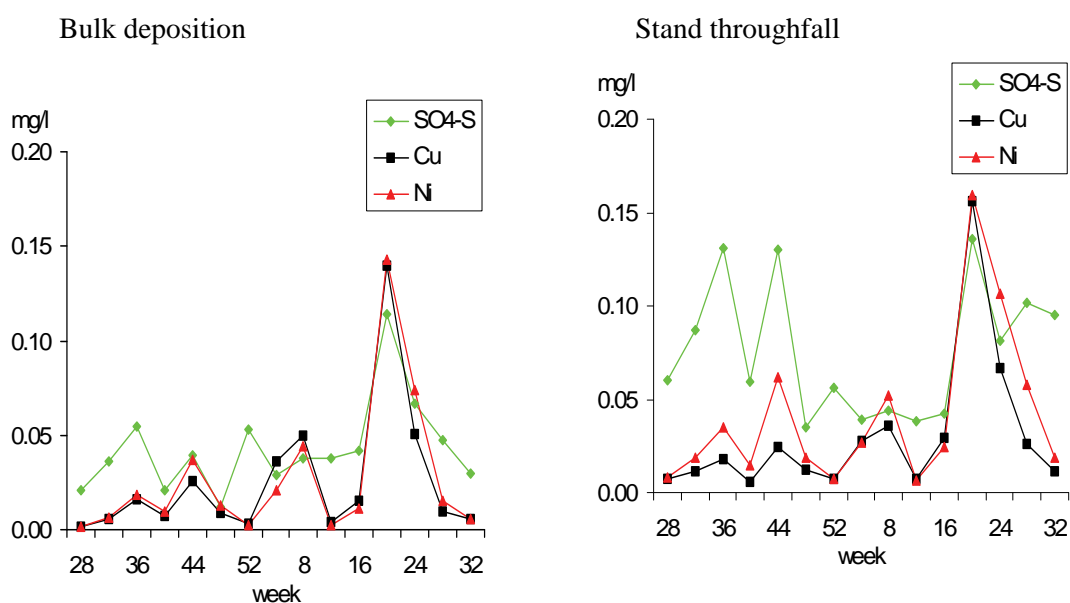 Bulk deposition
mg/l
SO4-S
Cu
Ni
0.20
0.15
0.10
0.05
0.00
28 36 44 52 8 16 24 32
week
Stand throughfall
mg/l
SO4-S
Cu
Ni
0.20
0.15
0.10
0.05
0.00
28 36 44 52 8 16 24 32
week